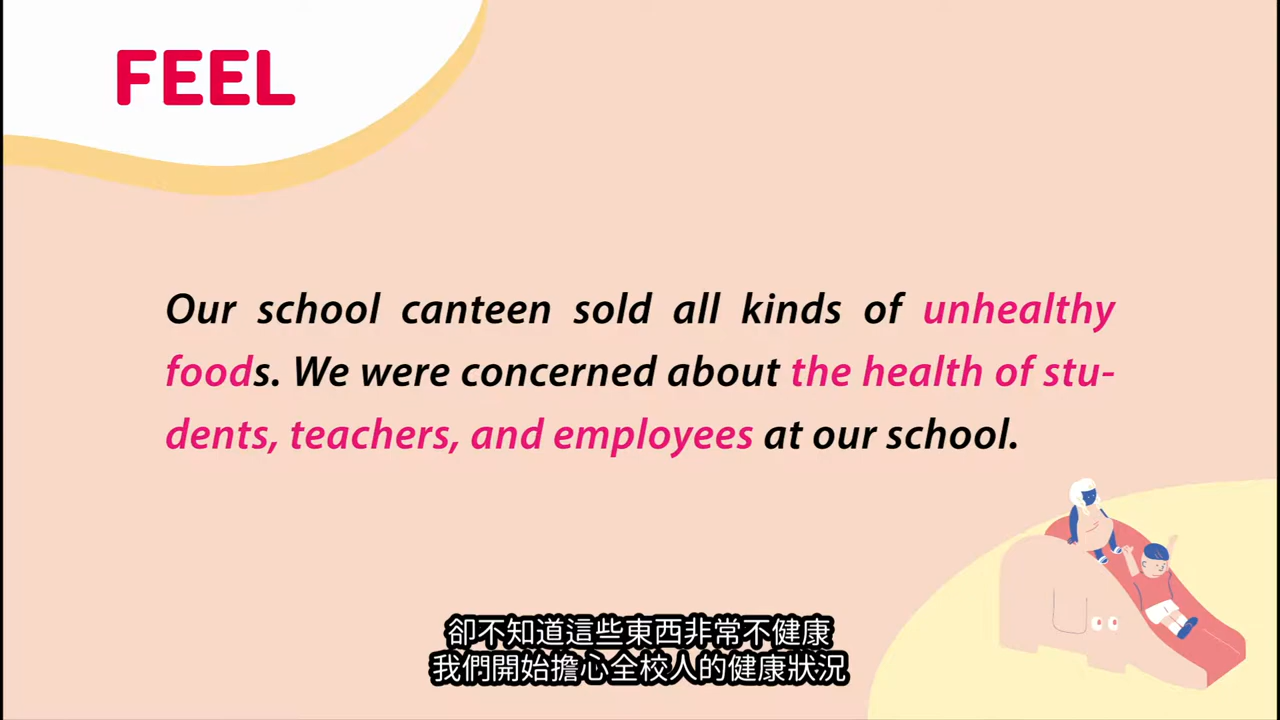 FEEL
Our school canteen sold all kinds of unhealthy
foods. We were concerned about the health of stu-
dents, teachers, and employees at our school.
卻不知道這些東西非常不健康
我們開始擔心全校人的健康狀況